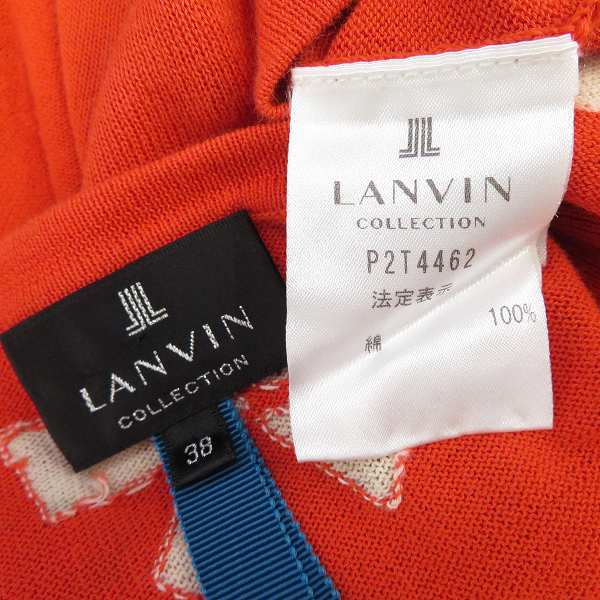 LANVIN
COLLECTION
38
LANVIN
COLLECTION
P2T4462
法定表示
綿 100%